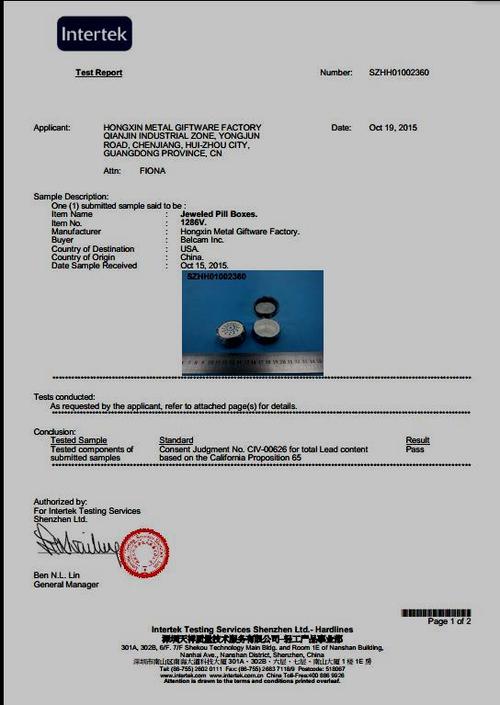 Intertek
Test Report
Number: SZHH01002360
Applicant: HONGXIN METAL GIFTWARE FACTORY
QIANJIN INDUSTRIAL ZONE, YONGJUN
ROAD, CHENJIANG, HUI-ZHOU CITY,
GUANGDONG PROVINCE, CN
Date: Oct 19, 2015
Attn: FIONA
Sample Description:
One (1) submitted sample said to be :
Item Name : Jeweled Pill Boxes.
Item No. : 1286V.
Manufacturer : Hongxin Metal Giftware Factory.
Buyer : Belcam Inc.
Country of Destination : USA.
Country of Origin : China.
Date Sample Received : Oct 15, 2015.
SZHH01002360
Tests conducted:
As requested by the applicant, refer to attached page(s) for details.
Conclusion:
Tested Sample Standard Result
Tested components of Consent Judgment No. CIV-00626 for total Lead content Pass
submitted samples based on the California Proposition 65
Authorized by:
For Intertek Testing Services
Shenzhen Ltd.
Ben N.L. Lin
General Manager
Page 1 of 2
Intertek Testing Services Shenzhen Ltd.- Hardlines
深圳天祥质量技术服务有限公司-轻工产品事业部
301A, 302B, 6/F. 7/F Shekou Technology Main Bldg. and Room 1E of Nanshan Building,
Nanhai Ave., Nanshan District, Shenzhen, China
深圳市南山区南海大道科技大厦 301A、302B、六层、七层、南山大厦 1 楼 1E 房
Tel: (86-755) 2602 0111 Fax: (86-755) 2683 7118/9 Postcode: 518067
www.intertek.com www.intertek.com.cn China Toll-Free:400 886 9926
Attention is drawn to the terms and conditions printed overleaf.